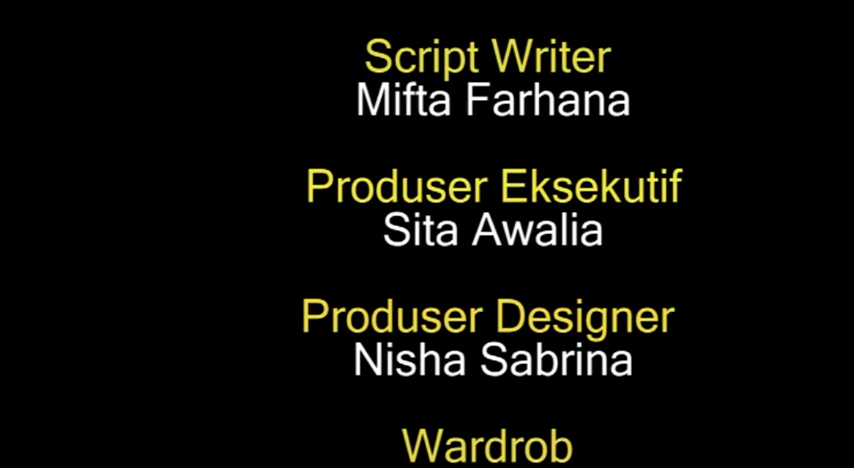 Script Writer
Mifta Farhana
Produser Eksekutif
Sita Awalia
Produser Designer
Nisha Sabrina
Wardrob